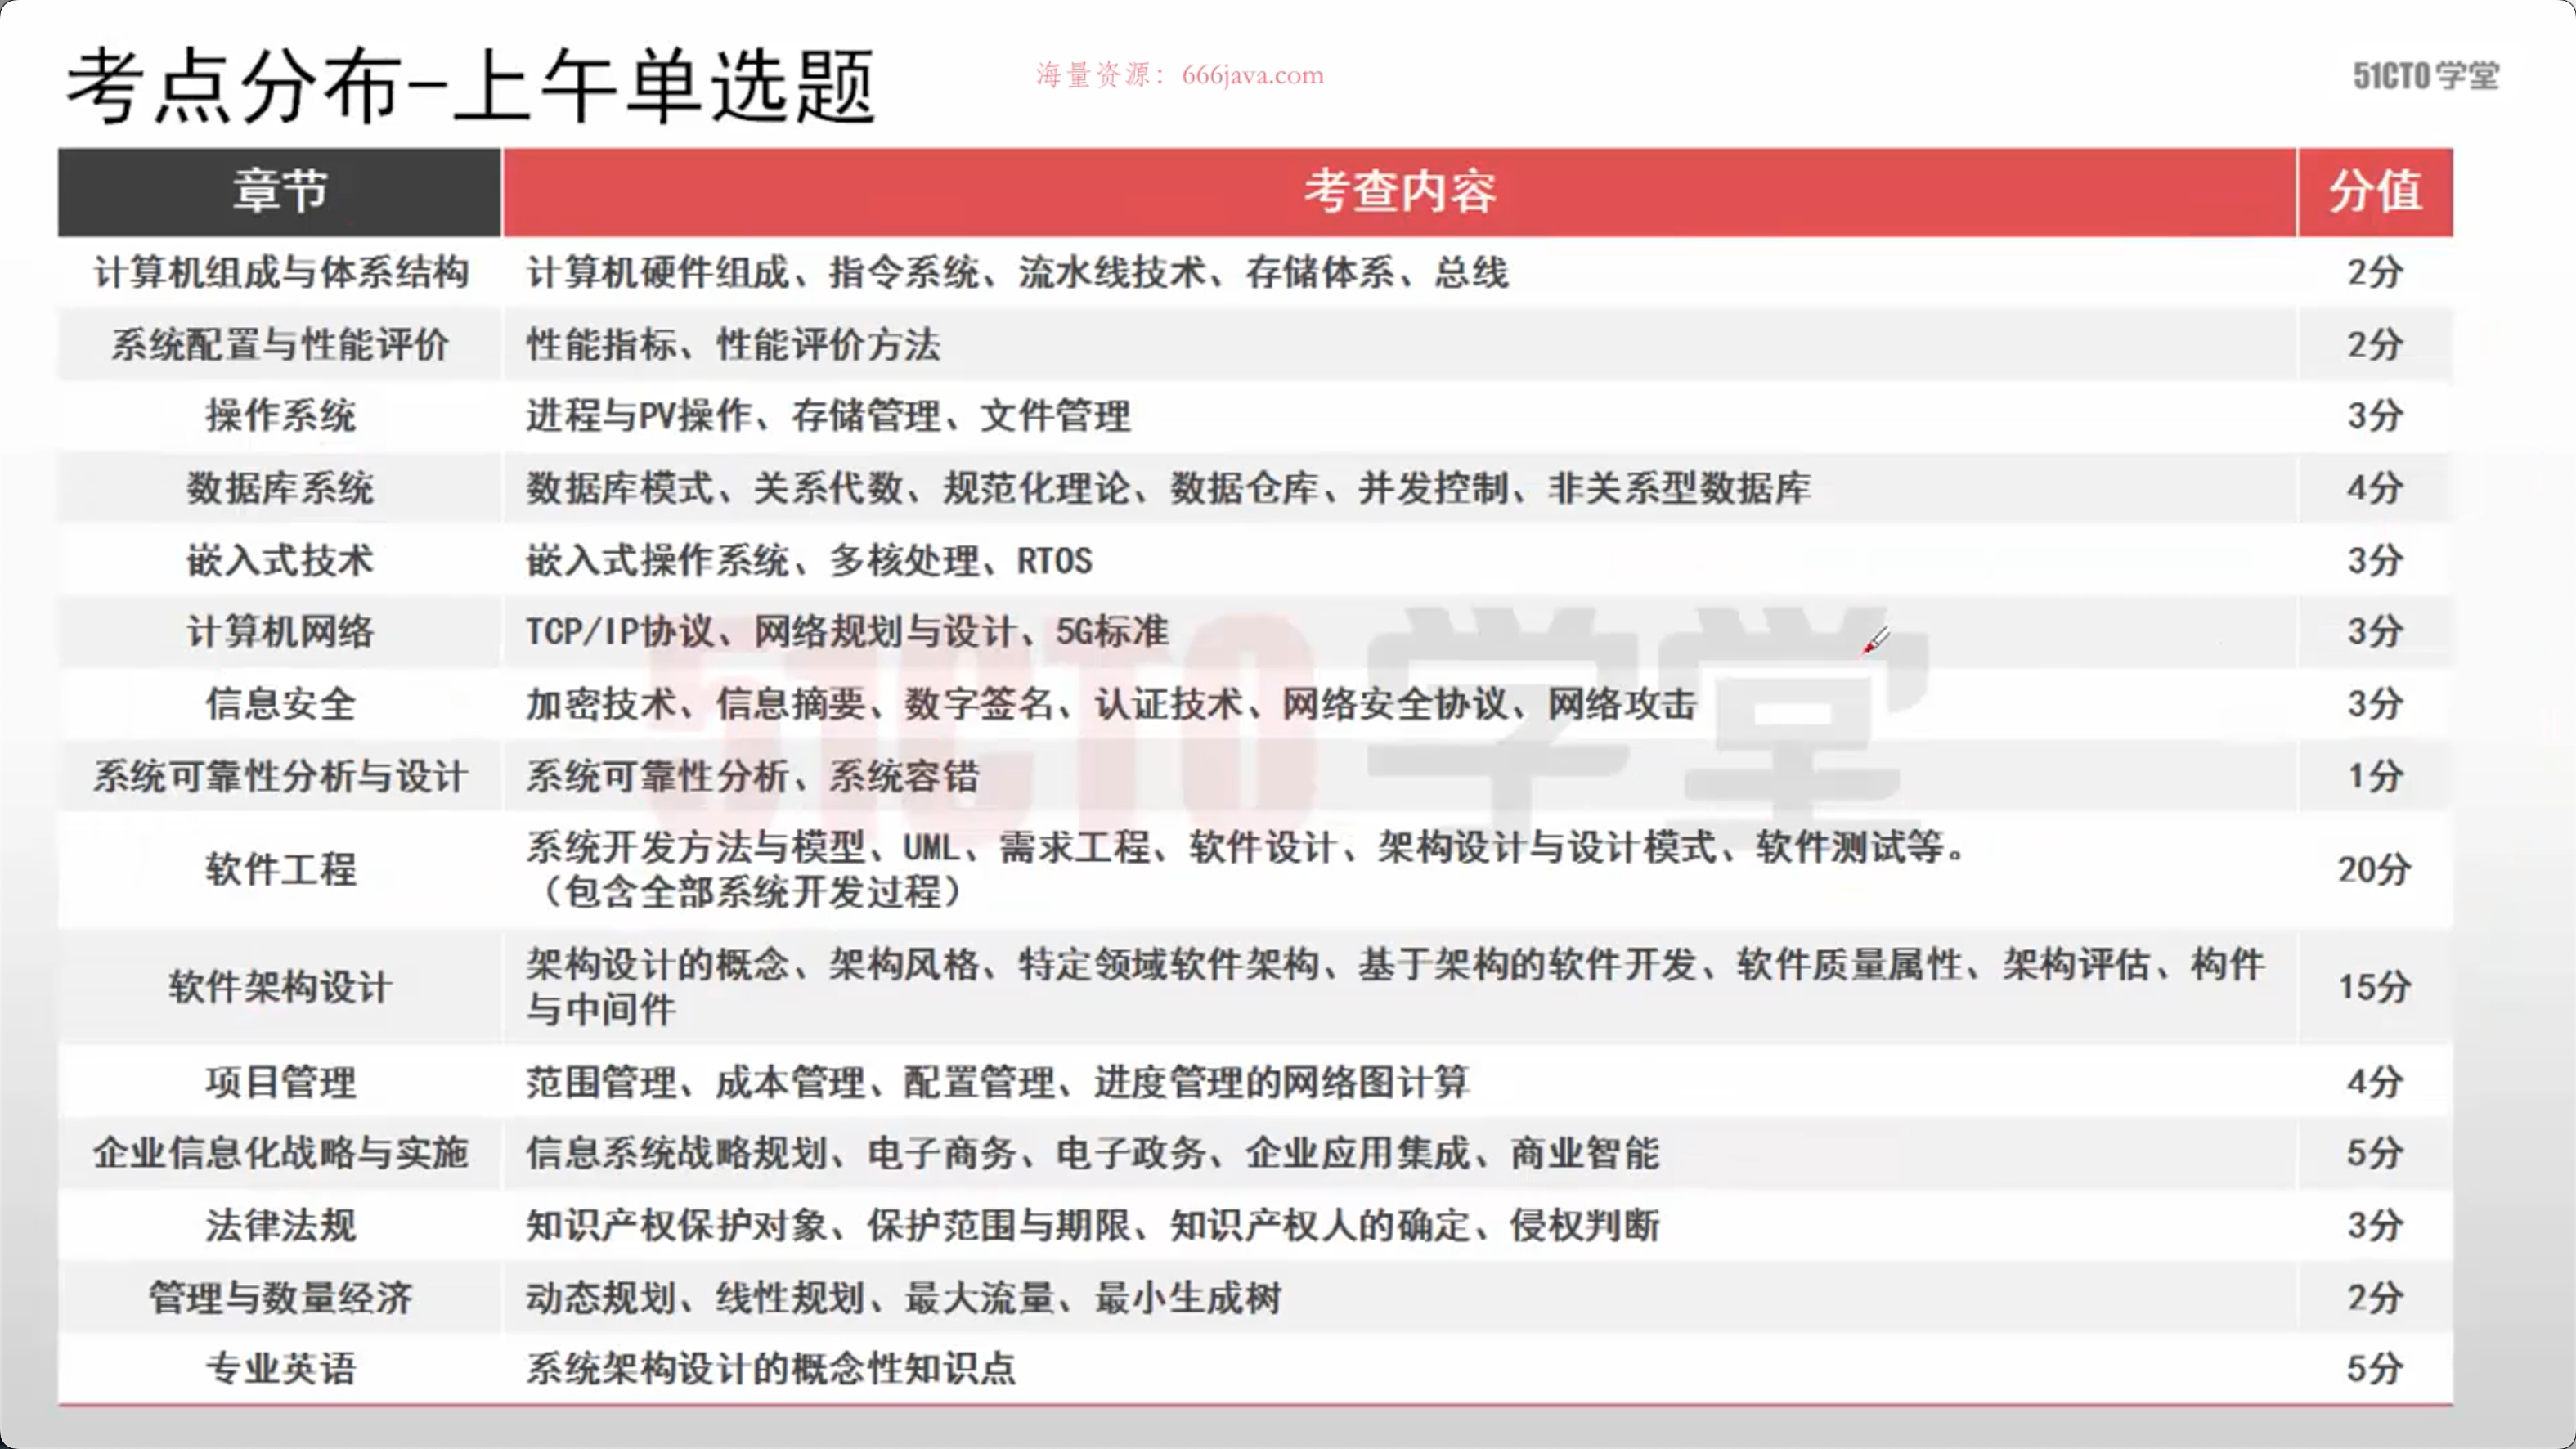 考点分布-上午单选题
海量资源：666java.com
51CTO学堂
章节 考查内容 分值
计算机组成与体系结构 计算机硬件组成、指令系统、流水线技术、存储体系、总线 2分
系统配置与性能评价 性能指标、性能评价方法 2分
操作系统 进程与PV操作、存储管理、文件管理 3分
数据库系统 数据库模式、关系代数、规范化理论、数据仓库、并发控制、非关系型数据库 4分
嵌入式技术 嵌入式操作系统、多核处理、RTOS 3分
计算机网络 TCP/IP协议、网络规划与设计、5G标准 3分
信息安全 加密技术、信息摘要、数字签名、认证技术、网络安全协议、网络攻击 3分
系统可靠性分析与设计 系统可靠性分析、系统容错 1分
软件工程 系统开发方法与模型、UML、需求工程、软件设计、架构设计与设计模式、软件测试等。
（包含全部系统开发过程） 20分
软件架构设计 架构设计的概念、架构风格、特定领域软件架构、基于架构的软件开发、软件质量属性、架构评估、构件
与中间件 15分
项目管理 范围管理、成本管理、配置管理、进度管理的网络图计算 4分
企业信息化战略与实施 信息系统战略规划、电子商务、电子政务、企业应用集成、商业智能 5分
法律法规 知识产权保护对象、保护范围与期限、知识产权人的确定、侵权判断 3分
管理与数量经济 动态规划、线性规划、最大流量、最小生成树 2分
专业英语 系统架构设计的概念性知识点 5分
51CTO学堂